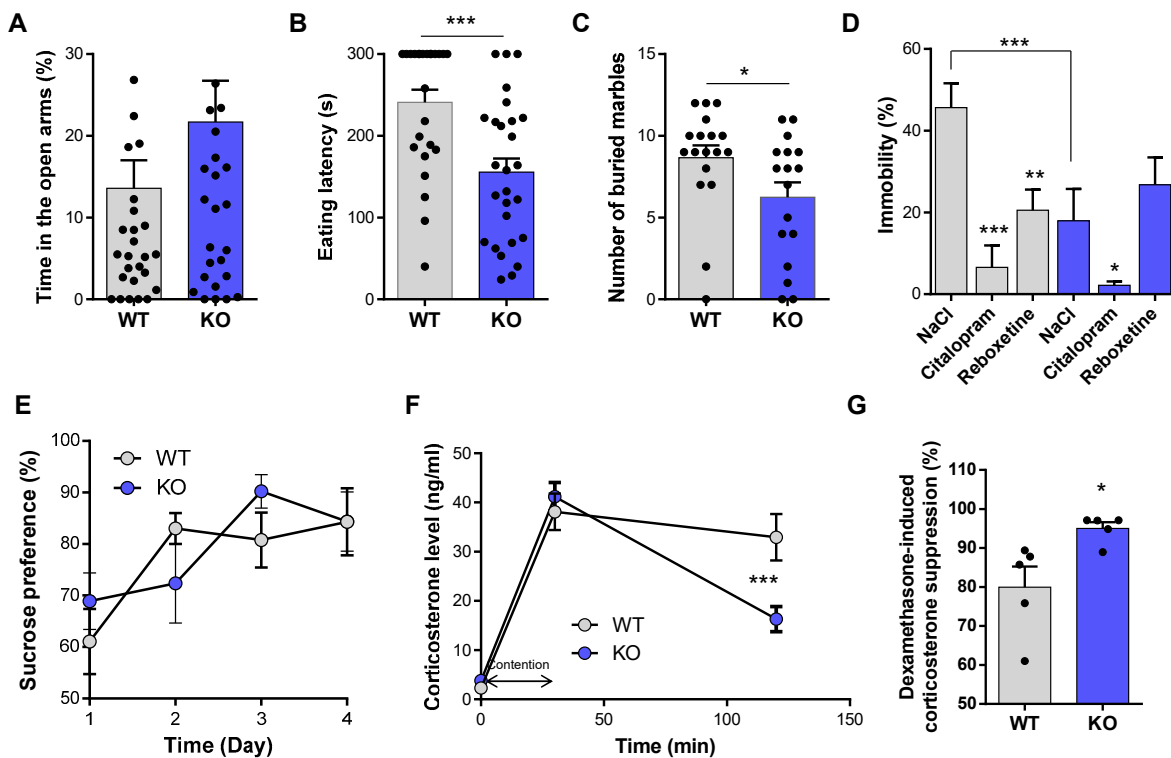 A
Time in the open arms (%)
30
20
10
0
WT
KO
B
Eating latency (s)
300
200
100
0
***
WT
KO
C
Number of buried marbles
15
10
5
0
*
WT
KO
D
Immobility (%)
60
40
20
0
***
***
**
*
NaCl
Citalopram
Reboxetine
NaCl
Citalopram
Reboxetine
E
Sucrose preference (%)
100
90
80
70
60
50
WT
KO
1
2
3
4
Time (Day)
F
Corticosterone level (ng/ml)
50
40
30
20
10
0
***
WT
KO
Contention
0
50
100
150
Time (min)
G
Dexamethasone-induced
corticosterone suppression (%)
110
100
90
80
70
60
50
*
WT
KO